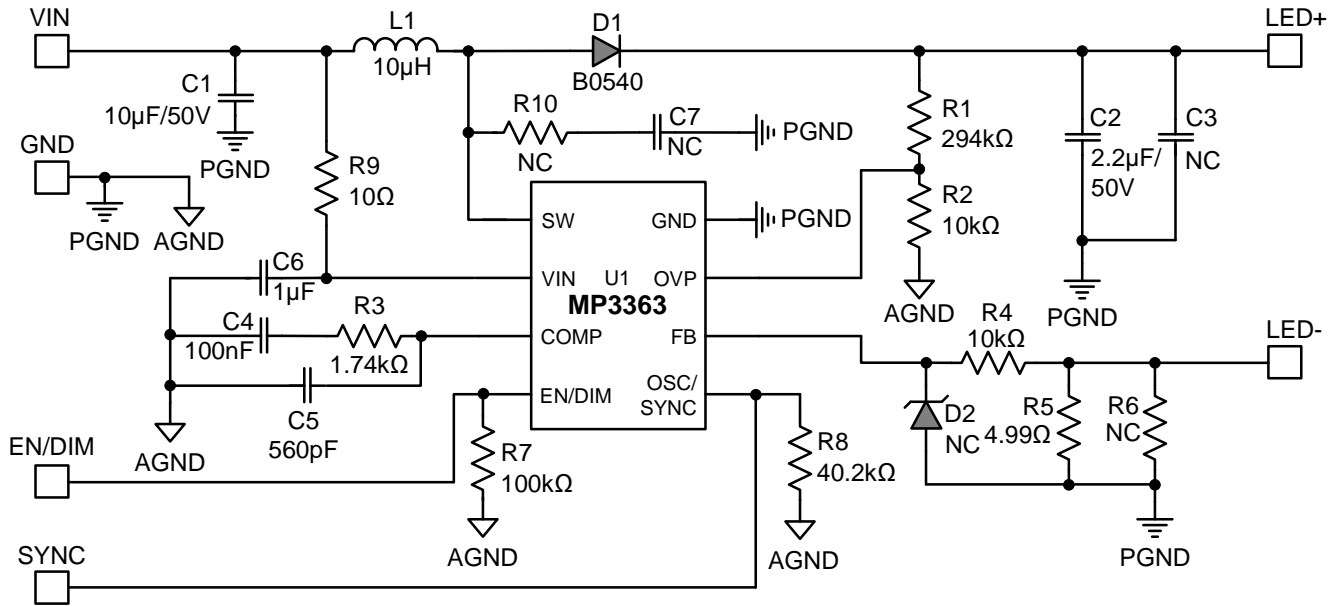 VIN
L1
10µH
D1
B0540
LED+
C1
10µF/50V
PGND
R10
NC
C7
NC
PGND
R1
294kΩ
C2
2.2µF/
50V
C3
NC
GND
PGND
AGND
R9
10Ω
SW
GND
PGND
R2
10kΩ
AGND
PGND
C6
1µF
VIN
U1
OVP
MP3363
C4
100nF
R3
1.74kΩ
COMP
FB
R4
10kΩ
LED-
C5
560pF
AGND
EN/DIM
OSC/
SYNC
D2
NC
R5
4.99Ω
R6
NC
EN/DIM
R7
100kΩ
AGND
R8
40.2kΩ
AGND
PGND
SYNC